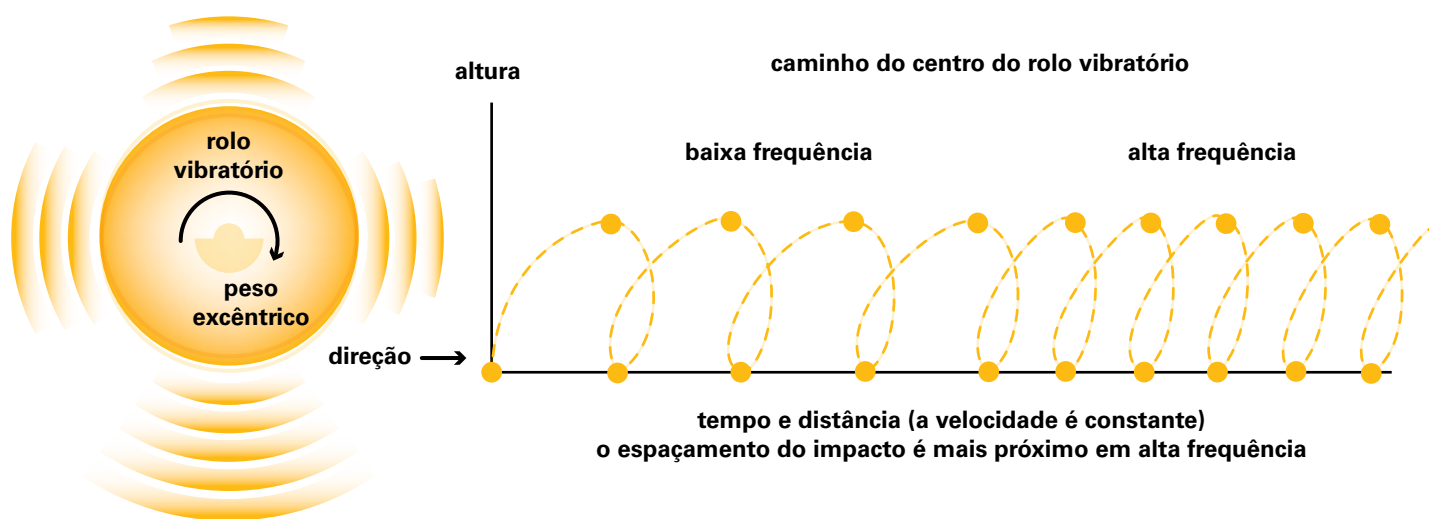 rolo
vibratório
peso
excêntrico
direção
altura
caminho do centro do rolo vibratório
baixa frequência
alta frequência
tempo e distância (a velocidade é constante)
o espaçamento do impacto é mais próximo em alta frequência